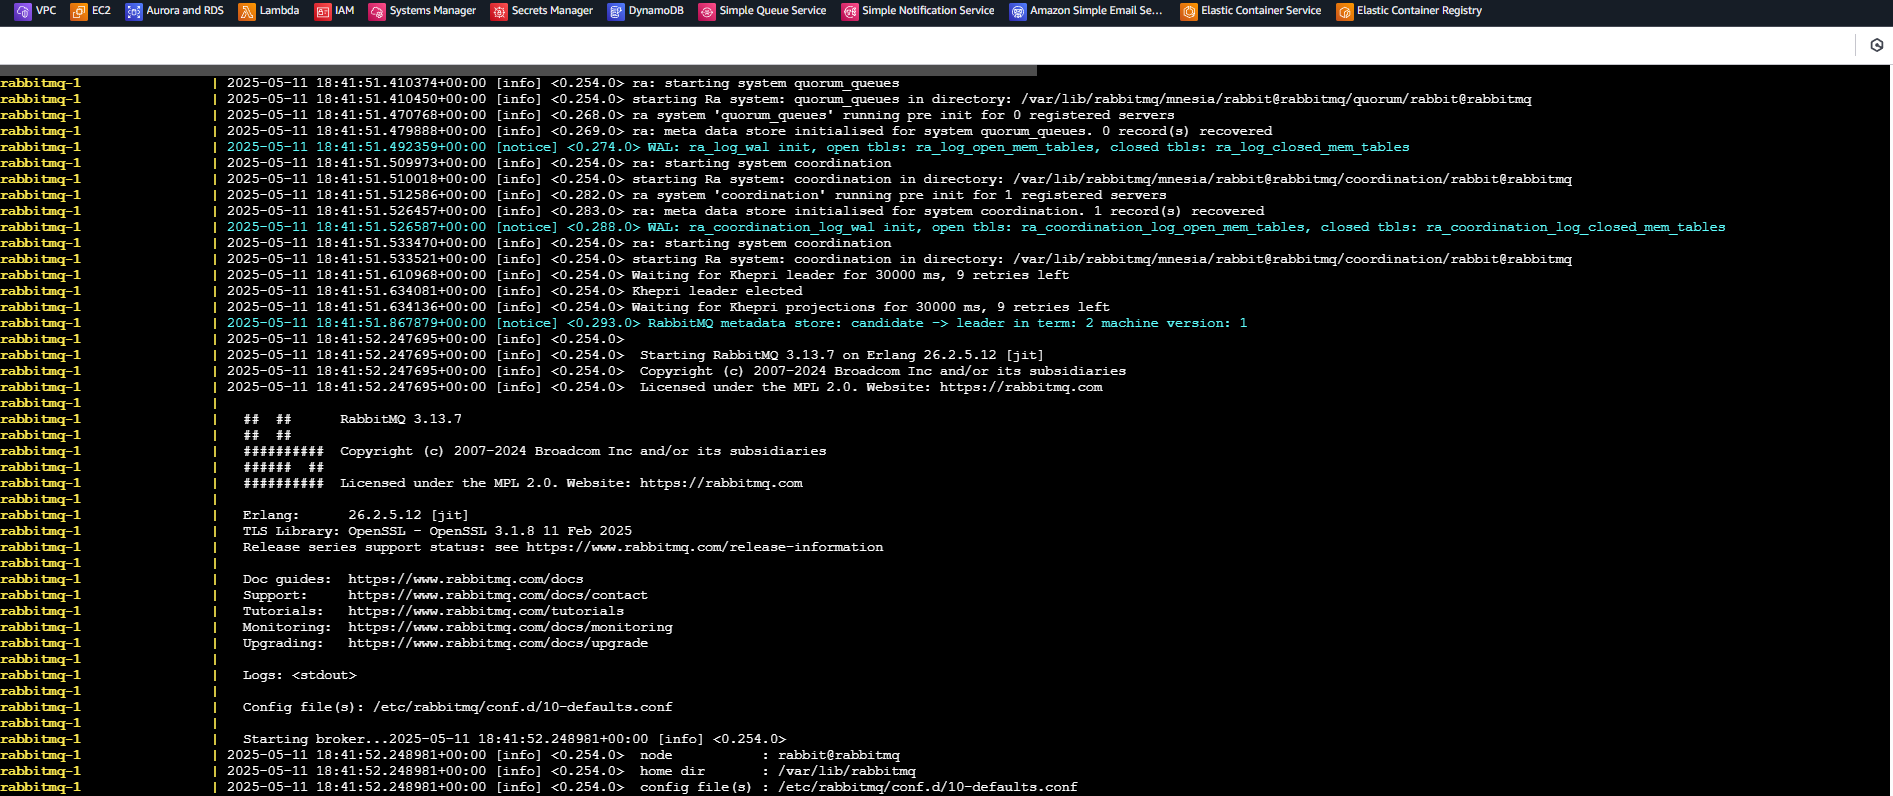 VPC EC2 Aurora and RDS Lambda IAM Systems Manager Secrets Manager DynamoDB Simple Queue Service Simple Notification Service Amazon Simple Email Se... Elastic Container Service Elastic Container Registry
rabbitmq-1 | 2025-05-11 18:41:51.410374+00:00 [info] <0.254.0> ra: starting system quorum_queues
rabbitmq-1 | 2025-05-11 18:41:51.410450+00:00 [info] <0.254.0> starting Ra system: quorum_queues in directory: /var/lib/rabbitmq/mnesia/rabbit@rabbitmq/quorum/rabbit@rabbitmq
rabbitmq-1 | 2025-05-11 18:41:51.470768+00:00 [info] <0.268.0> ra system 'quorum_queues' running pre init for 0 registered servers
rabbitmq-1 | 2025-05-11 18:41:51.479888+00:00 [info] <0.269.0> ra: meta data store initialised for system quorum_queues. 0 record(s) recovered
rabbitmq-1 | 2025-05-11 18:41:51.492359+00:00 [notice] <0.274.0> WAL: ra_log_wal init, open tbls: ra_log_open_mem_tables, closed tbls: ra_log_closed_mem_tables
rabbitmq-1 | 2025-05-11 18:41:51.509973+00:00 [info] <0.254.0> ra: starting system coordination
rabbitmq-1 | 2025-05-11 18:41:51.510018+00:00 [info] <0.254.0> starting Ra system: coordination in directory: /var/lib/rabbitmq/mnesia/rabbit@rabbitmq/coordination/rabbit@rabbitmq
rabbitmq-1 | 2025-05-11 18:41:51.512586+00:00 [info] <0.282.0> ra system 'coordination' running pre init for 1 registered servers
rabbitmq-1 | 2025-05-11 18:41:51.526457+00:00 [info] <0.283.0> ra: meta data store initialised for system coordination. 1 record(s) recovered
rabbitmq-1 | 2025-05-11 18:41:51.526587+00:00 [notice] <0.288.0> WAL: ra_coordination_log_wal init, open tbls: ra_coordination_log_open_mem_tables, closed tbls: ra_coordination_log_closed_mem_tables
rabbitmq-1 | 2025-05-11 18:41:51.533470+00:00 [info] <0.254.0> ra: starting system coordination
rabbitmq-1 | 2025-05-11 18:41:51.533521+00:00 [info] <0.254.0> starting Ra system: coordination in directory: /var/lib/rabbitmq/mnesia/rabbit@rabbitmq/coordination/rabbit@rabbitmq
rabbitmq-1 | 2025-05-11 18:41:51.610968+00:00 [info] <0.254.0> Waiting for Khepri leader for 30000 ms, 9 retries left
rabbitmq-1 | 2025-05-11 18:41:51.634081+00:00 [info] <0.254.0> Khepri leader elected
rabbitmq-1 | 2025-05-11 18:41:51.634136+00:00 [info] <0.254.0> Waiting for Khepri projections for 30000 ms, 9 retries left
rabbitmq-1 | 2025-05-11 18:41:51.867879+00:00 [notice] <0.293.0> RabbitMQ metadata store: candidate -> leader in term: 2 machine version: 1
rabbitmq-1 | 2025-05-11 18:41:52.247695+00:00 [info] <0.254.0>
rabbitmq-1 | 2025-05-11 18:41:52.247695+00:00 [info] <0.254.0>  Starting RabbitMQ 3.13.7 on Erlang 26.2.5.12 [jit]
rabbitmq-1 | 2025-05-11 18:41:52.247695+00:00 [info] <0.254.0>  Copyright (c) 2007-2024 Broadcom Inc and/or its subsidiaries
rabbitmq-1 | 2025-05-11 18:41:52.247695+00:00 [info] <0.254.0>  Licensed under the MPL 2.0. Website: https://rabbitmq.com
rabbitmq-1 |
rabbitmq-1 |   ##  ##      RabbitMQ 3.13.7
rabbitmq-1 |   ##  ##
rabbitmq-1 |   ##########  Copyright (c) 2007-2024 Broadcom Inc and/or its subsidiaries
rabbitmq-1 |   ######  ##
rabbitmq-1 |   ##########  Licensed under the MPL 2.0. Website: https://rabbitmq.com
rabbitmq-1 |
rabbitmq-1 |   Erlang:      26.2.5.12 [jit]
rabbitmq-1 |   TLS Library: OpenSSL - OpenSSL 3.1.8 11 Feb 2025
rabbitmq-1 |   Release series support status: see https://www.rabbitmq.com/release-information
rabbitmq-1 |
rabbitmq-1 |   Doc guides:  https://www.rabbitmq.com/docs
rabbitmq-1 |   Support:     https://www.rabbitmq.com/docs/contact
rabbitmq-1 |   Tutorials:   https://www.rabbitmq.com/tutorials
rabbitmq-1 |   Monitoring:  https://www.rabbitmq.com/docs/monitoring
rabbitmq-1 |   Upgrading:   https://www.rabbitmq.com/docs/upgrade
rabbitmq-1 |
rabbitmq-1 |   Logs: <stdout>
rabbitmq-1 |
rabbitmq-1 |   Config file(s): /etc/rabbitmq/conf.d/10-defaults.conf
rabbitmq-1 |
rabbitmq-1 |   Starting broker...2025-05-11 18:41:52.248981+00:00 [info] <0.254.0>
rabbitmq-1 | 2025-05-11 18:41:52.248981+00:00 [info] <0.254.0>  node           : rabbit@rabbitmq
rabbitmq-1 | 2025-05-11 18:41:52.248981+00:00 [info] <0.254.0>  home dir       : /var/lib/rabbitmq
rabbitmq-1 | 2025-05-11 18:41:52.248981+00:00 [info] <0.254.0>  config file(s) : /etc/rabbitmq/conf.d/10-defaults.conf